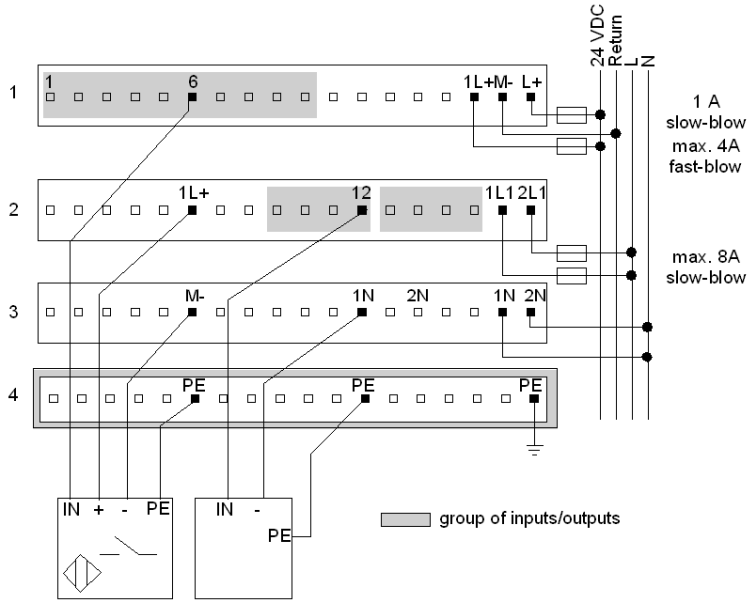 24 VDC
Return
L
N
1
1
6
1L+
M-
L+
1 A
slow-blow
max. 4A
fast-blow
2
1L+
12
1L1
2L1
max. 8A
slow-blow
3
M-
1N
2N
1N
2N
4
PE
PE
PE
IN + - PE
IN -
PE
group of inputs/outputs